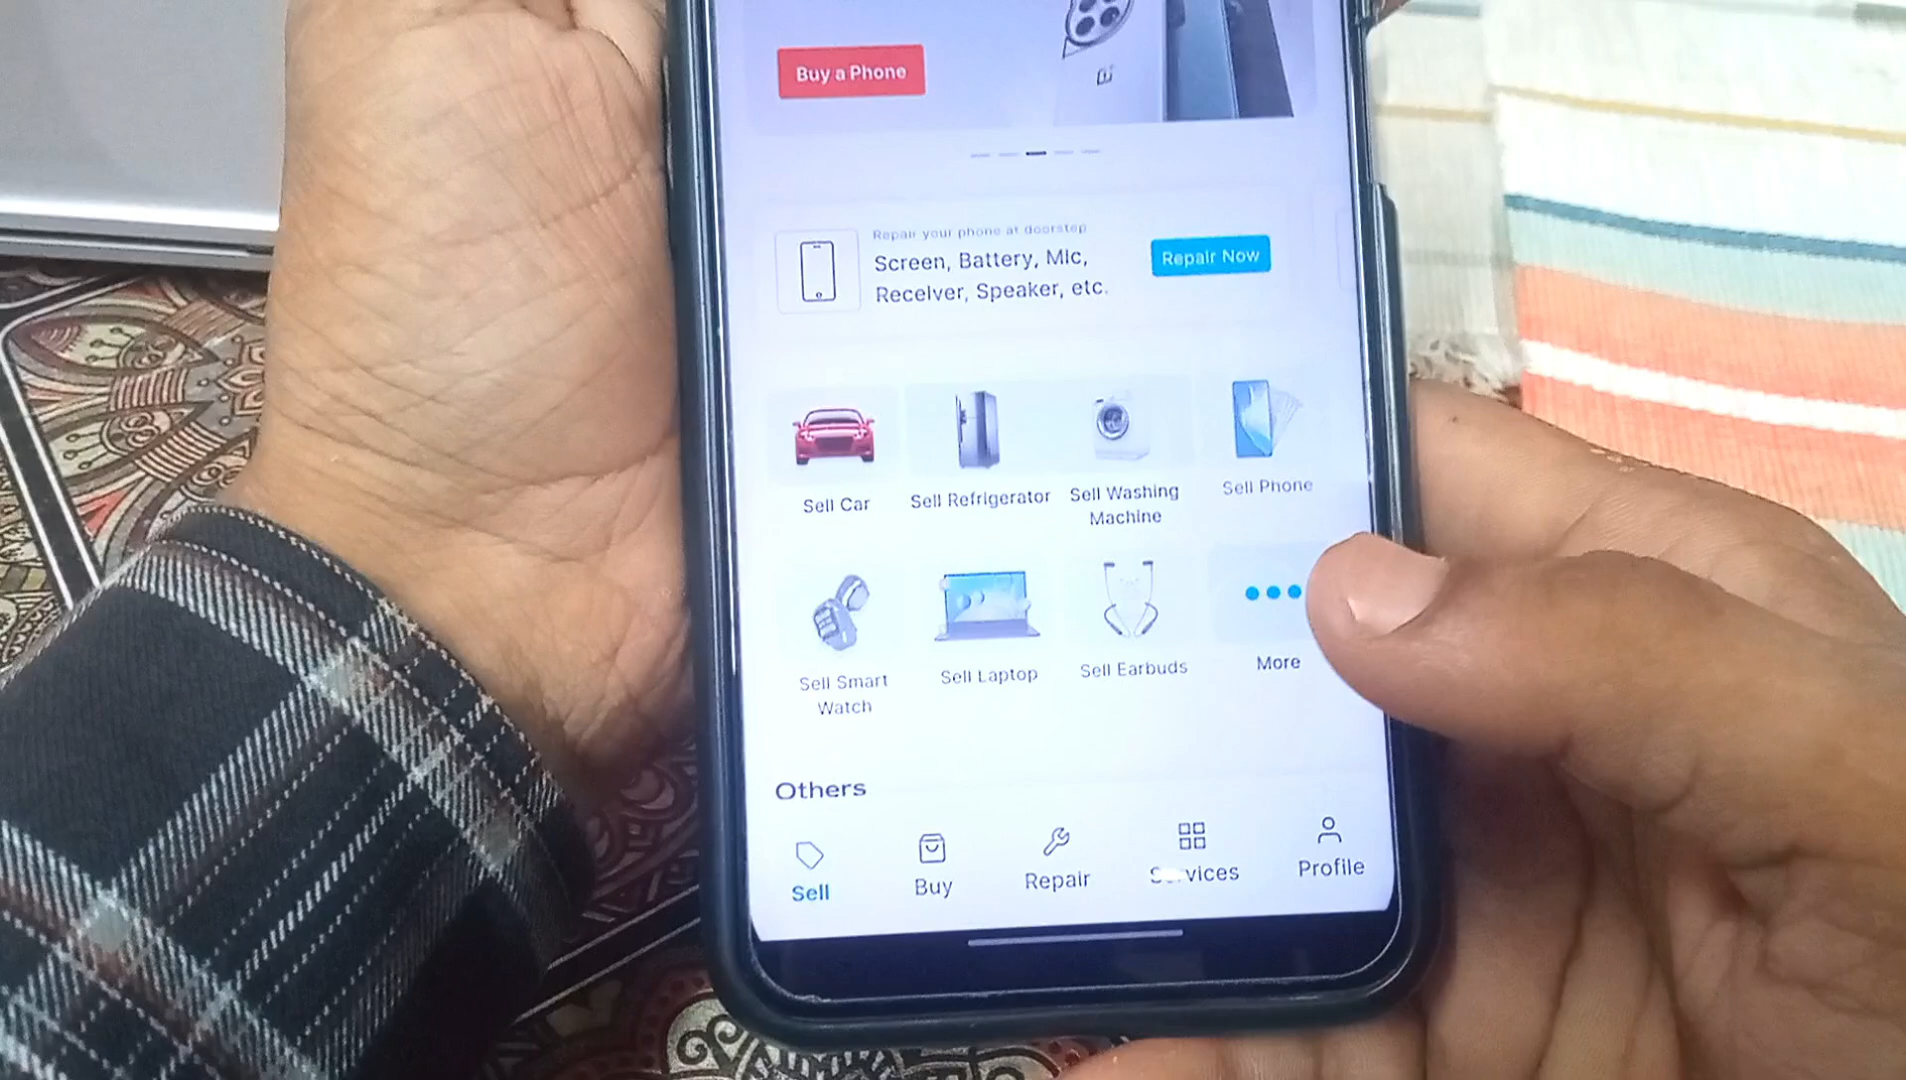 Buy a Phone
Repair your phone at doorstep
Screen, Battery, Mic,
Receiver, Speaker, etc.
Repair Now
Sell Car
Sell Refrigerator
Sell Washing
Machine
Sell Phone
Sell Smart
Watch
Sell Laptop
Sell Earbuds
More
Others
Sell
Buy
Repair
Services
Profile